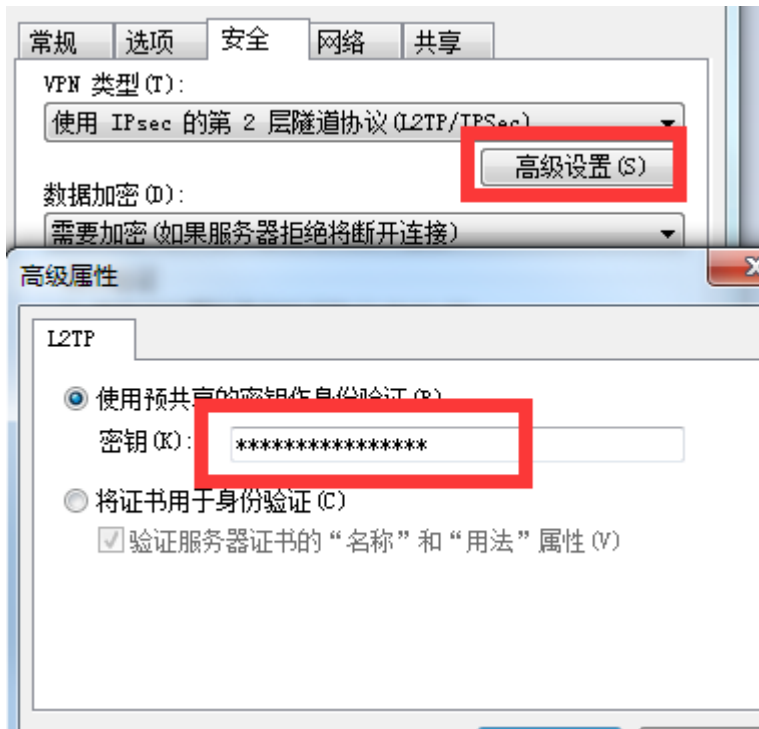 常规 选项 安全 网络 共享
VPN 类型(T):
使用 IPsec 的第 2 层隧道协议(L2TP/IPSec)
高级设置(S)
数据加密(D):
需要加密(如果服务器拒绝将断开连接)
高级属性
L2TP
使用预共享的密钥作身份验证(P)
密钥(K):
****************
将证书用于身份验证(C)
验证服务器证书的“名称”和“用法”属性(V)